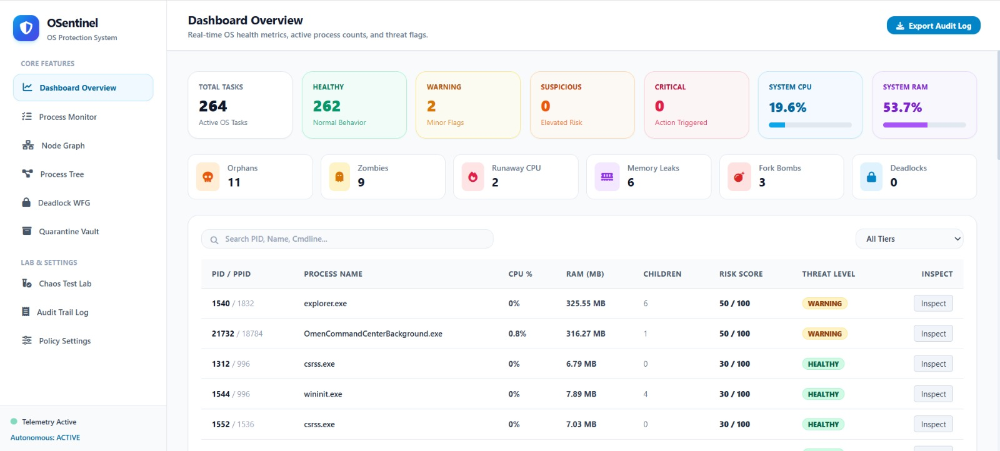 OSentinel
OS Protection System
CORE FEATURES
Dashboard Overview
Process Monitor
Node Graph
Process Tree
Deadlock WFG
Quarantine Vault
LAB & SETTINGS
Chaos Test Lab
Audit Trail Log
Policy Settings
Telemetry Active
Autonomous: ACTIVE
Dashboard Overview
Real-time OS health metrics, active process counts, and threat flags.
Export Audit Log
TOTAL TASKS
264
Active OS Tasks
HEALTHY
262
Normal Behavior
WARNING
2
Minor Flags
SUSPICIOUS
0
Elevated Risk
CRITICAL
0
Action Triggered
SYSTEM CPU
19.6%
SYSTEM RAM
53.7%
Orphans
11
Zombies
9
Runaway CPU
2
Memory Leaks
6
Fork Bombs
3
Deadlocks
0
Search PID, Name, Cmdline...
All Tiers
PID / PPID PROCESS NAME CPU % RAM (MB) CHILDREN RISK SCORE THREAT LEVEL INSPECT
1540 / 1832 explorer.exe 0% 325.55 MB 6 50 / 100 WARNING Inspect
21732 / 18784 OmenCommandCenterBackground.exe 0.8% 316.27 MB 1 50 / 100 WARNING Inspect
1312 / 996 csrss.exe 0% 6.79 MB 0 30 / 100 HEALTHY Inspect
1544 / 996 wininit.exe 0% 7.89 MB 4 30 / 100 HEALTHY Inspect
1552 / 1536 csrss.exe 0% 7.03 MB 0 30 / 100 HEALTHY Inspect